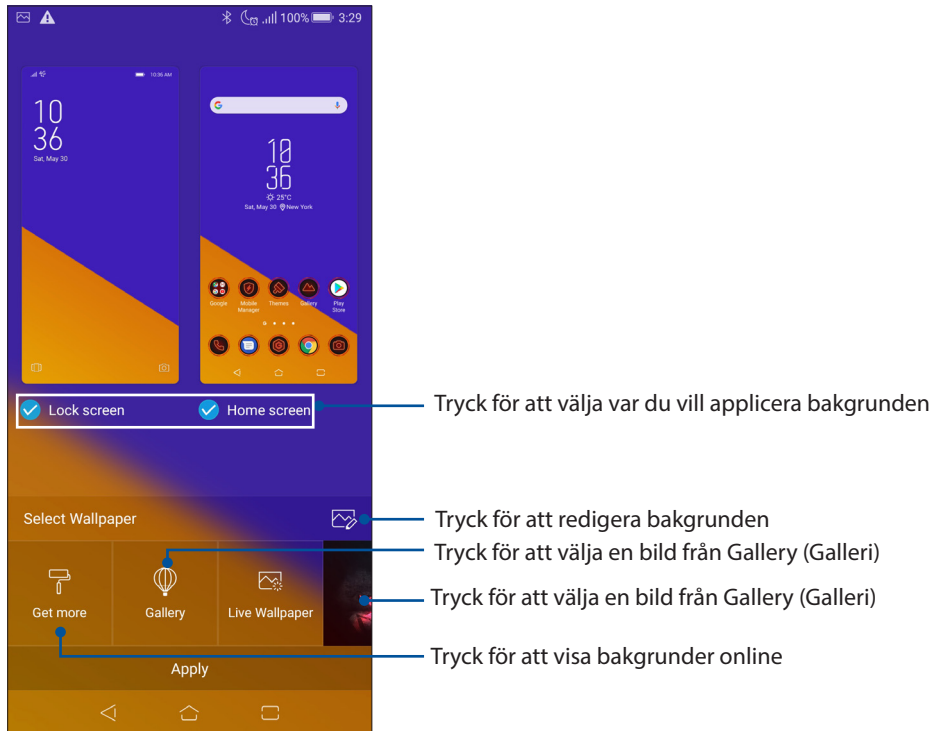 100% 3:29
10:36 AM
10
36
Sat, May 30
10
36
25°C
Sat, May 30 New York
Google Mobile Manager Themes Gallery Play Store
Lock screen Home screen
Tryck för att välja var du vill applicera bakgrunden
Select Wallpaper
Tryck för att redigera bakgrunden
Tryck för att välja en bild från Gallery (Galleri)
Tryck för att välja en bild från Gallery (Galleri)
Get more Gallery Live Wallpaper
Tryck för att visa bakgrunder online
Apply